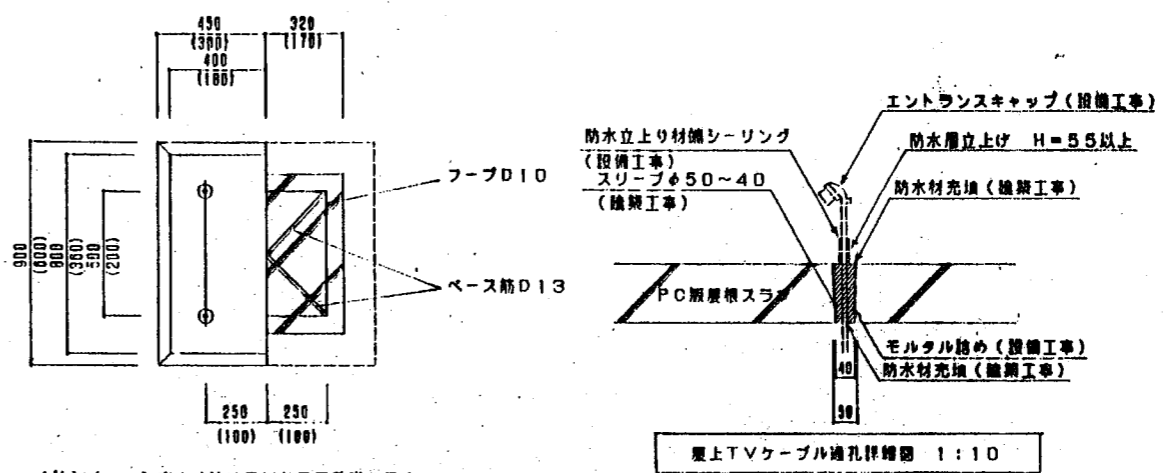 450
(300)
320
(170)
400
(180)
フープD10
ベース筋D13
900
(600)
800
(360)
500
(200)
250
(100)
250
(180)
エントランスキャップ(設備工事)
防水立上り材端シーリング
(設備工事)
防水層立上げ H=55以上
スリーブφ50~40
(建築工事)
防水材充填(建築工事)
PC版屋根スラブ
モルタル詰め(設備工事)
防水材充填(建築工事)
40
50
屋上TVケーブル通孔詳細図 1:10